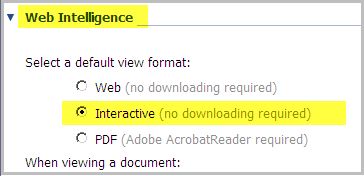 Web Intelligence
Select a default view format:
Web (no downloading required)
Interactive (no downloading required)
PDF (Adobe AcrobatReader required)
When viewing a document: